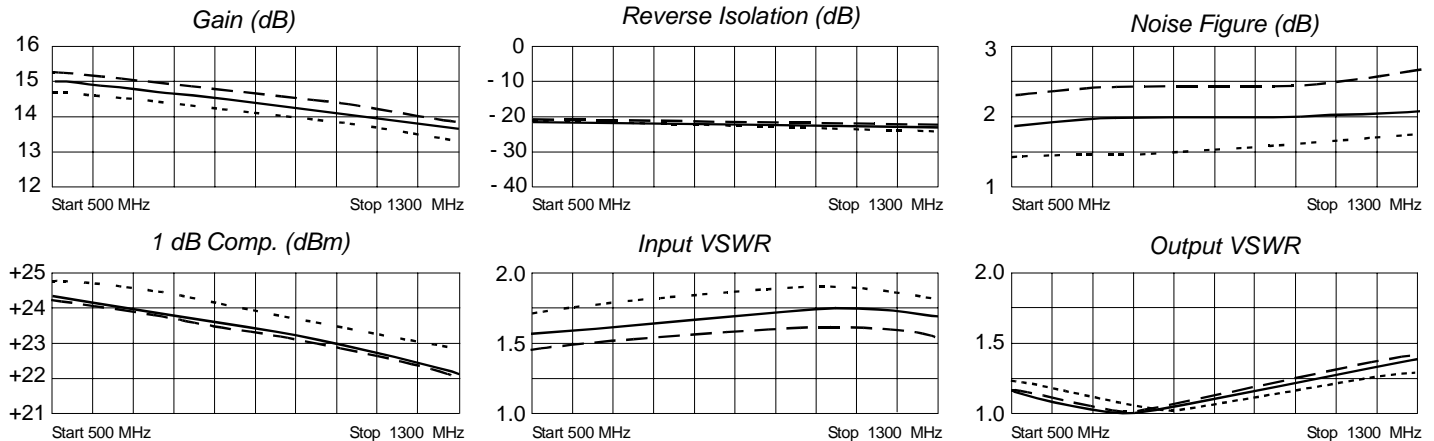 Gain (dB)
16
15
14
13
12
Start 500 MHz Stop 1300 MHz
Reverse Isolation (dB)
0
- 10
- 20
- 30
- 40
Start 500 MHz Stop 1300 MHz
Noise Figure (dB)
3
2
1
Start 500 MHz Stop 1300 MHz
1 dB Comp. (dBm)
+25
+24
+23
+22
+21
Start 500 MHz Stop 1300 MHz
Input VSWR
2.0
1.5
1.0
Start 500 MHz Stop 1300 MHz
Output VSWR
2.0
1.5
1.0
Start 500 MHz Stop 1300 MHz